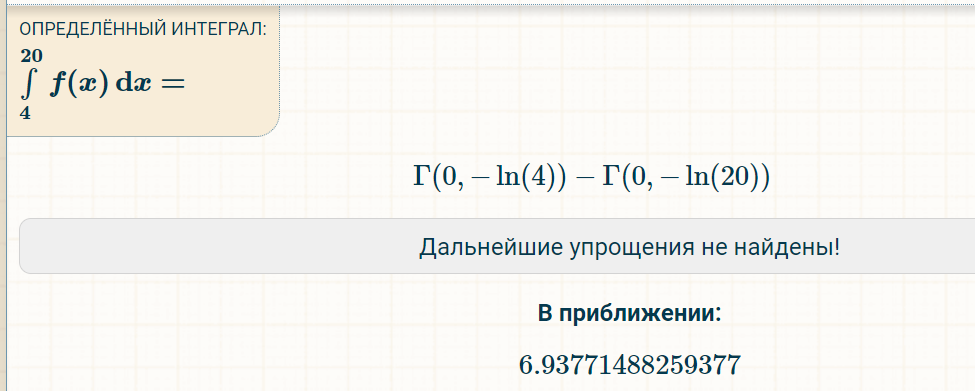 ОПРЕДЕЛЁННЫЙ ИНТЕГРАЛ:
20
∫ f(x) dx =
4
Γ(0, − ln(4)) − Γ(0, − ln(20))
Дальнейшие упрощения не найдены!
В приближении:
6.93771488259377